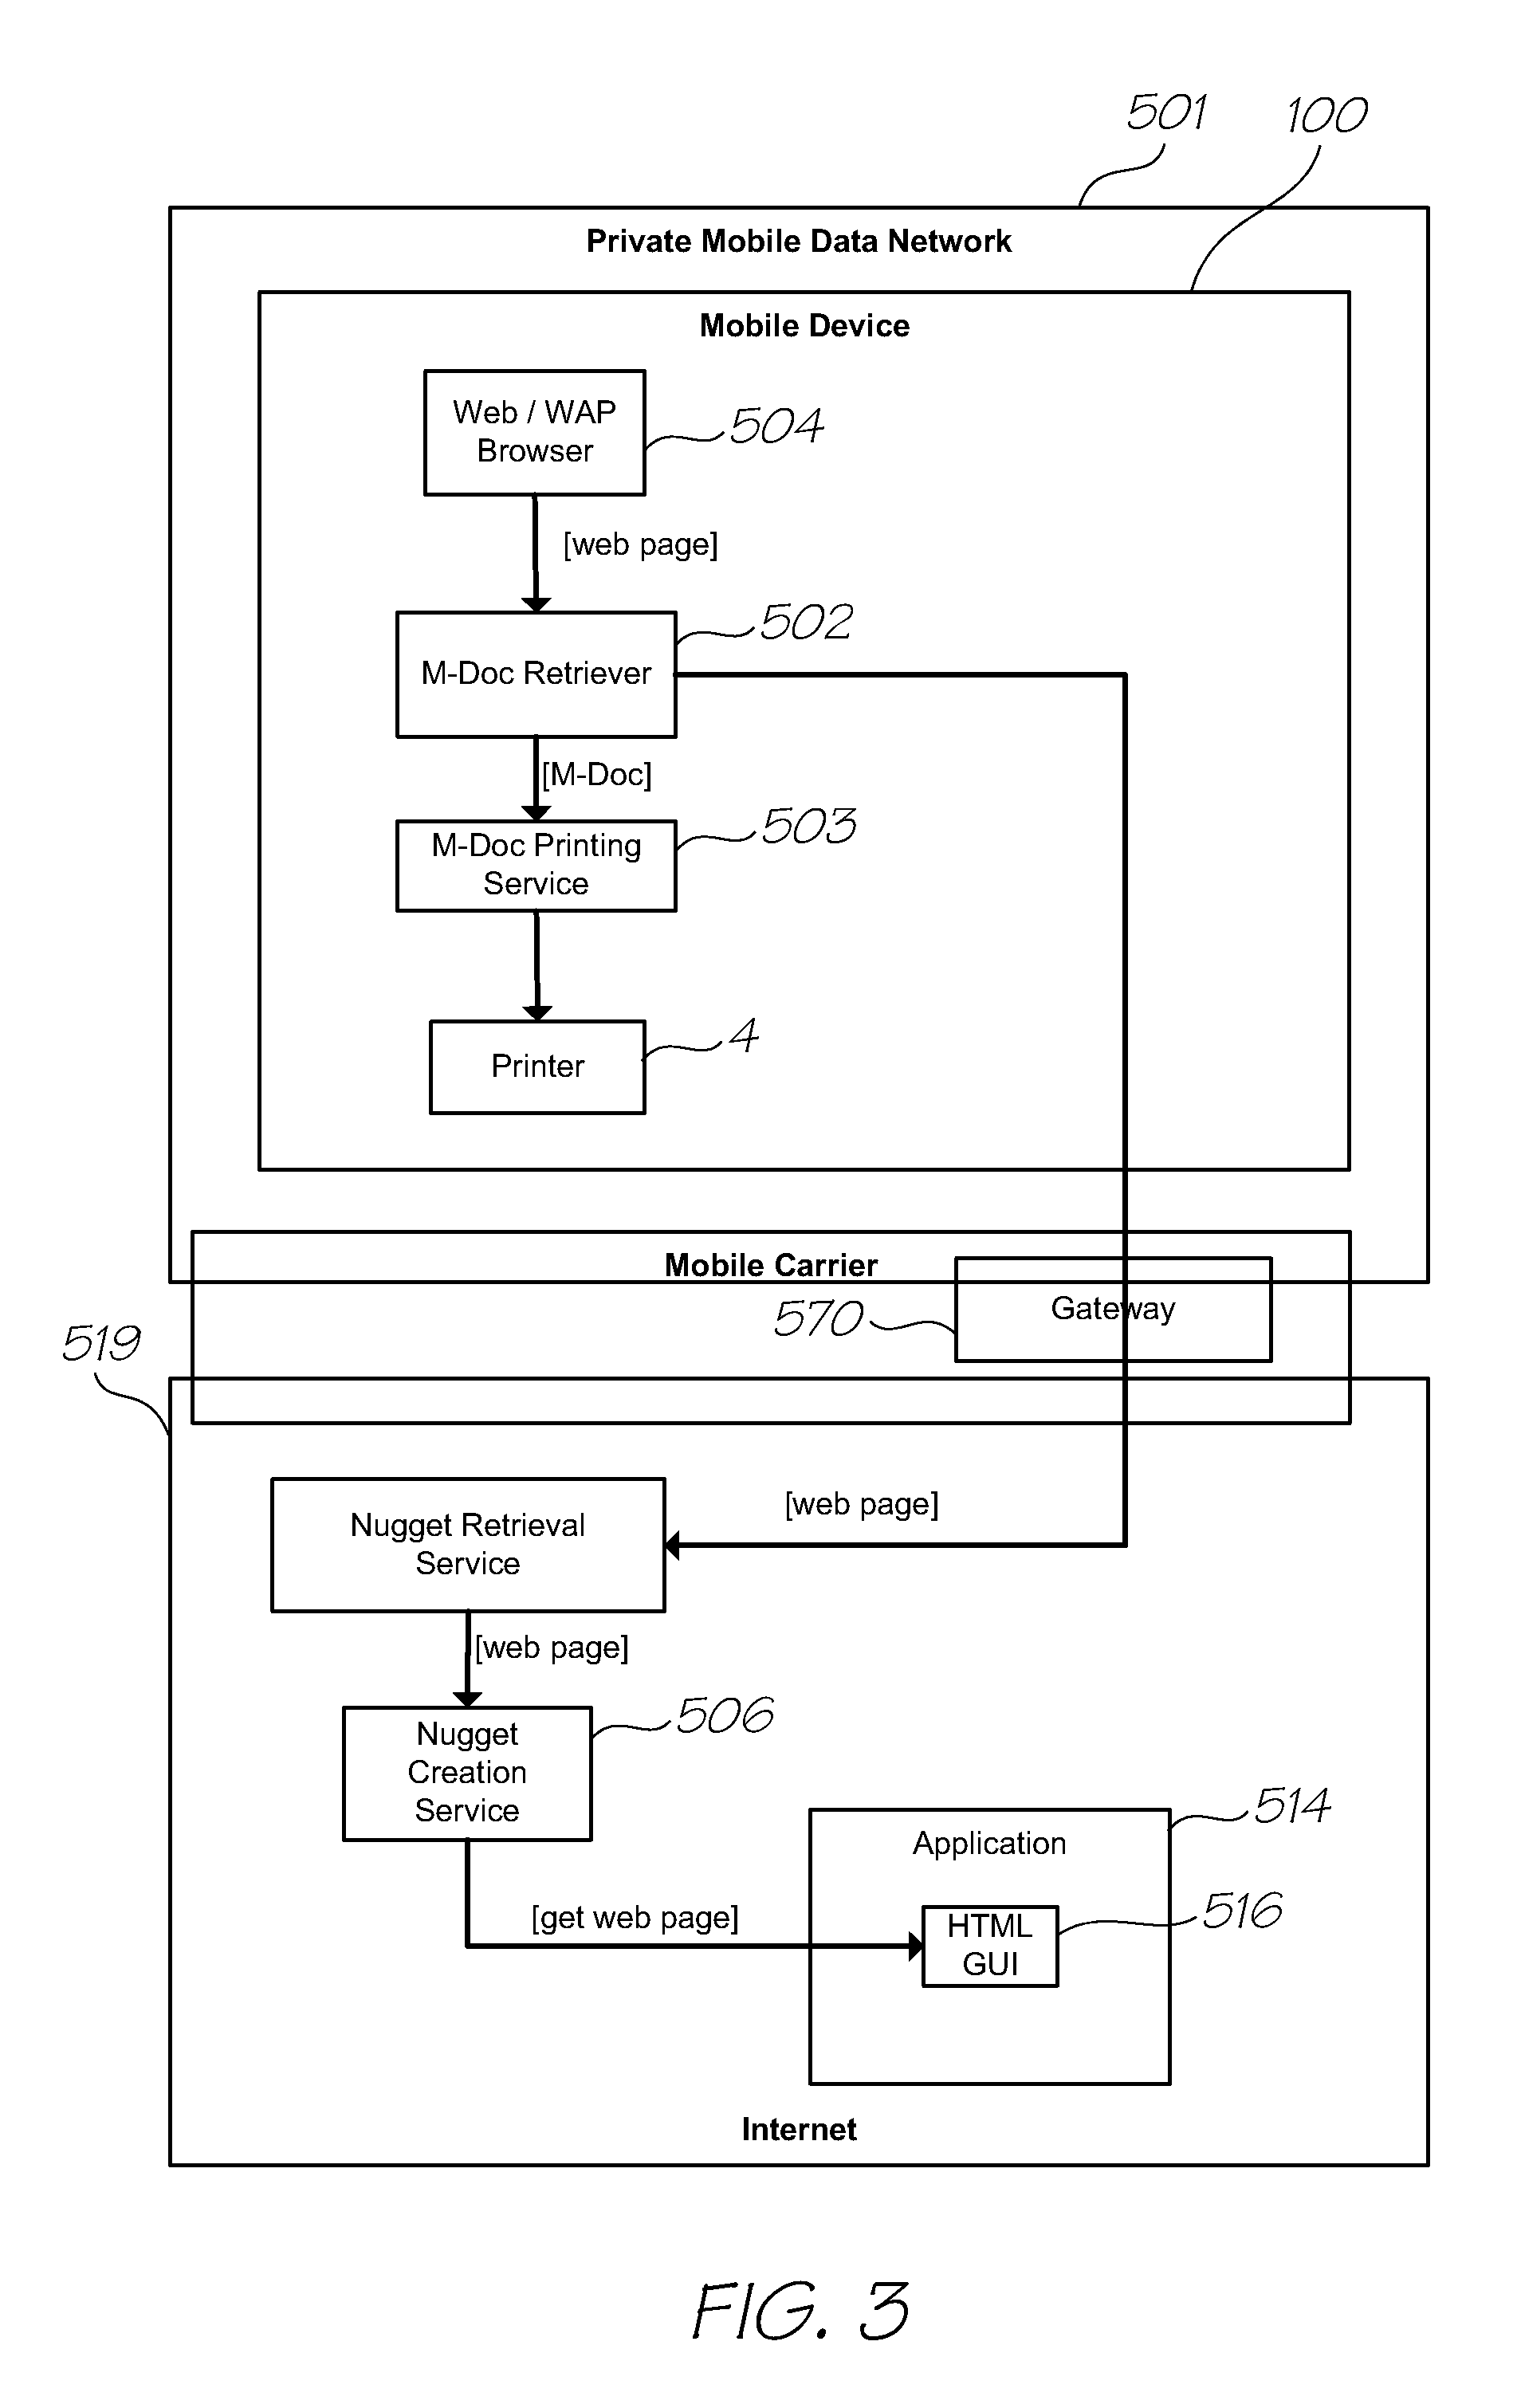 501
100
Private Mobile Data Network
Mobile Device
Web / WAP
Browser
504
[web page]
502
M-Doc Retriever
[M-Doc]
503
M-Doc Printing
Service
4
Printer
Mobile Carrier
Gateway
570
519
[web page]
Nugget Retrieval
Service
[web page]
506
Nugget
Creation
Service
514
Application
[get web page]
516
HTML
GUI
Internet
FIG. 3